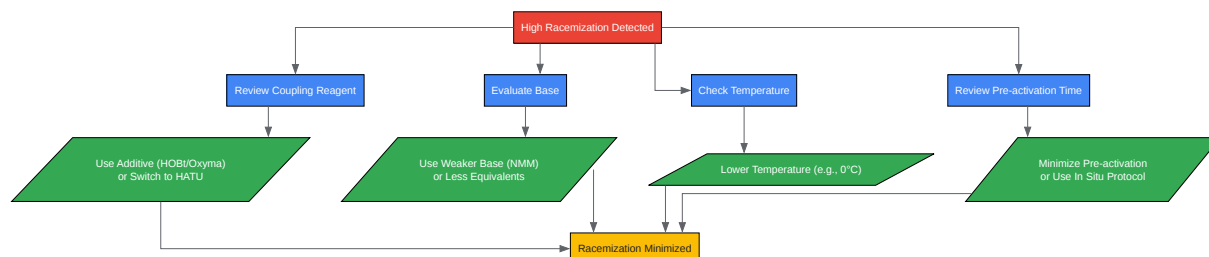 High Racemization Detected
Review Coupling Reagent
Evaluate Base
Check Temperature
Review Pre-activation Time
Use Additive (HOBt/Oxyma)
or Switch to HATU
Use Weaker Base (NMM)
or Less Equivalents
Lower Temperature (e.g., 0°C)
Minimize Pre-activation
or Use In Situ Protocol
Racemization Minimized